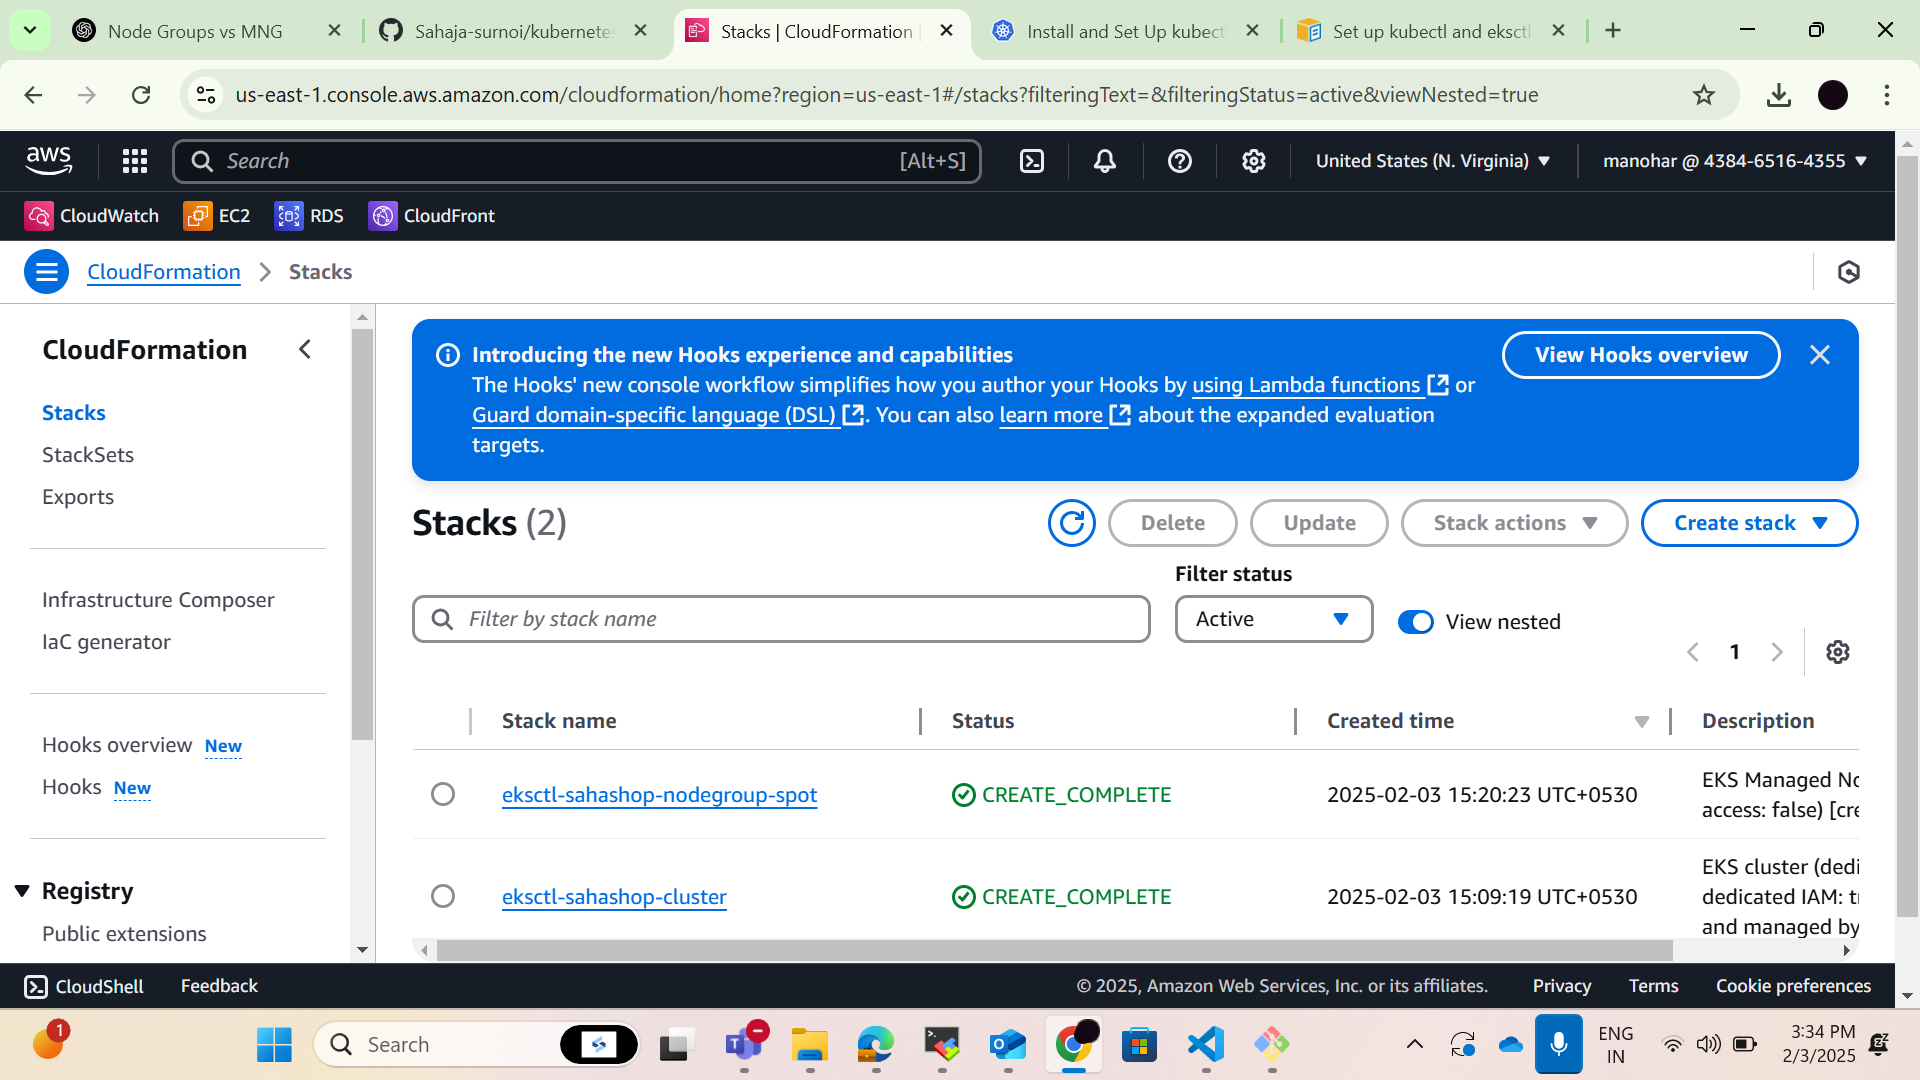 Node Groups vs MNG
Sahaja-surnoi/kubernetes
Stacks | CloudFormation |
Install and Set Up kubectl
Set up kubectl and eksctl
us-east-1.console.aws.amazon.com/cloudformation/home?region=us-east-1#/stacks?filteringText=&filteringStatus=active&viewNested=true
aws
Search
[Alt+S]
United States (N. Virginia)
manohar @ 4384-6516-4355
CloudWatch
EC2
RDS
CloudFront
CloudFormation
Stacks
CloudFormation
Stacks
StackSets
Exports
Infrastructure Composer
IaC generator
Hooks overview New
Hooks New
Registry
Public extensions
Introducing the new Hooks experience and capabilities
The Hooks' new console workflow simplifies how you author your Hooks by using Lambda functions or
Guard domain-specific language (DSL). You can also learn more about the expanded evaluation
targets.
View Hooks overview
Stacks (2)
Delete
Update
Stack actions
Create stack
Filter status
Filter by stack name
Active
View nested
1
Stack name
Status
Created time
Description
eksctl-sahashop-nodegroup-spot
CREATE_COMPLETE
2025-02-03 15:20:23 UTC+0530
EKS Managed No
access: false) [cre
eksctl-sahashop-cluster
CREATE_COMPLETE
2025-02-03 15:09:19 UTC+0530
EKS cluster (dedi
dedicated IAM: t
and managed by
CloudShell
Feedback
© 2025, Amazon Web Services, Inc. or its affiliates.
Privacy
Terms
Cookie preferences
1
Search
ENG
IN
3:34 PM
2/3/2025